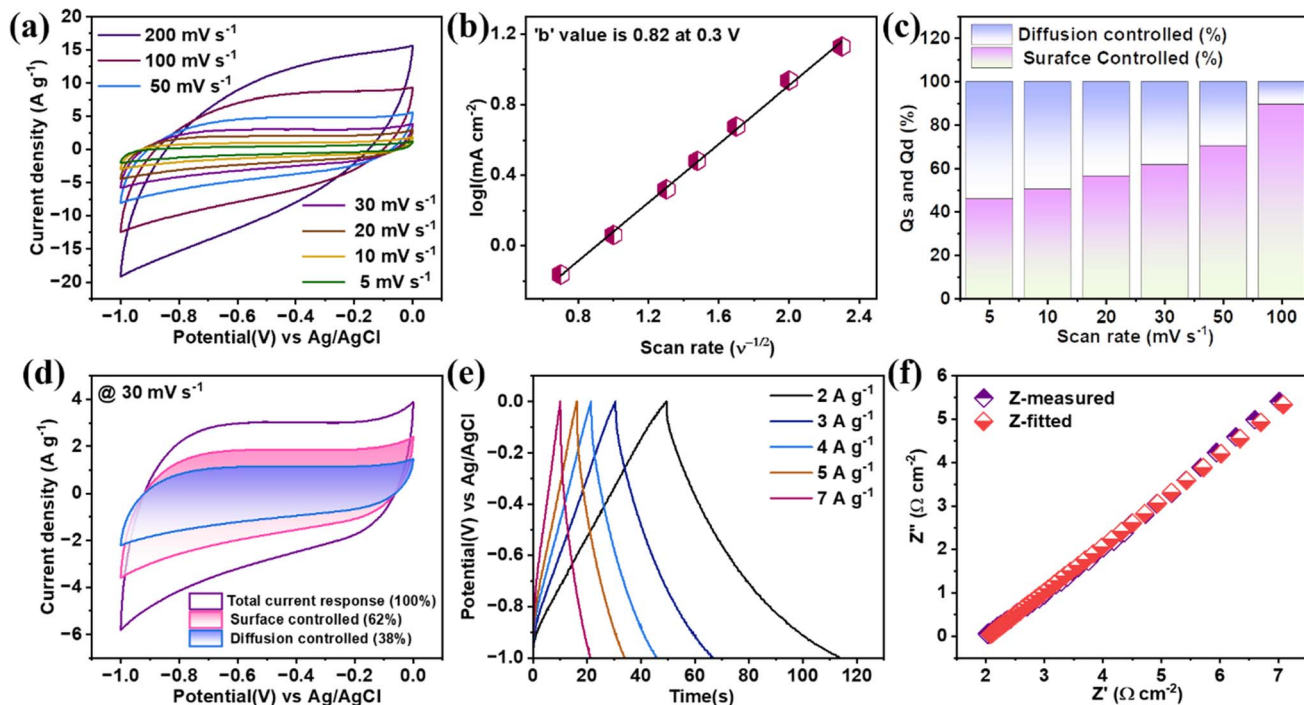 (a)
200 mV s⁻¹
100 mV s⁻¹
50 mV s⁻¹
30 mV s⁻¹
20 mV s⁻¹
10 mV s⁻¹
5 mV s⁻¹
20
15
10
5
0
−5
−10
−15
−20
Current density (A g⁻¹)
−1.0 −0.8 −0.6 −0.4 −0.2 0.0
Potential(V) vs Ag/AgCl
(b)
'b' value is 0.82 at 0.3 V
1.2
0.8
0.4
0.0
logI(mA cm⁻²)
0.8 1.2 1.6 2.0 2.4
Scan rate (ν⁻¹ᐟ²)
(c)
Diffusion controlled (%)
Surafce Controlled (%)
120
100
80
60
40
20
0
Qs and Qd (%)
5 10 20 30 50 100
Scan rate (mV s⁻¹)
(d)
@ 30 mV s⁻¹
4
2
0
−2
−4
−6
Current density (A g⁻¹)
Total current response (100%)
Surface controlled (62%)
Diffusion controlled (38%)
−1.0 −0.8 −0.6 −0.4 −0.2 0.0
Potential(V) vs Ag/AgCl
(e)
2 A g⁻¹
3 A g⁻¹
4 A g⁻¹
5 A g⁻¹
7 A g⁻¹
0.0
−0.2
−0.4
−0.6
−0.8
−1.0
Potential(V) vs Ag/AgCl
0 20 40 60 80 100 120
Time(s)
(f)
Z-measured
Z-fitted
6
5
4
3
2
1
0
Z'' (Ω cm⁻²)
2 3 4 5 6 7
Z' (Ω cm⁻²)